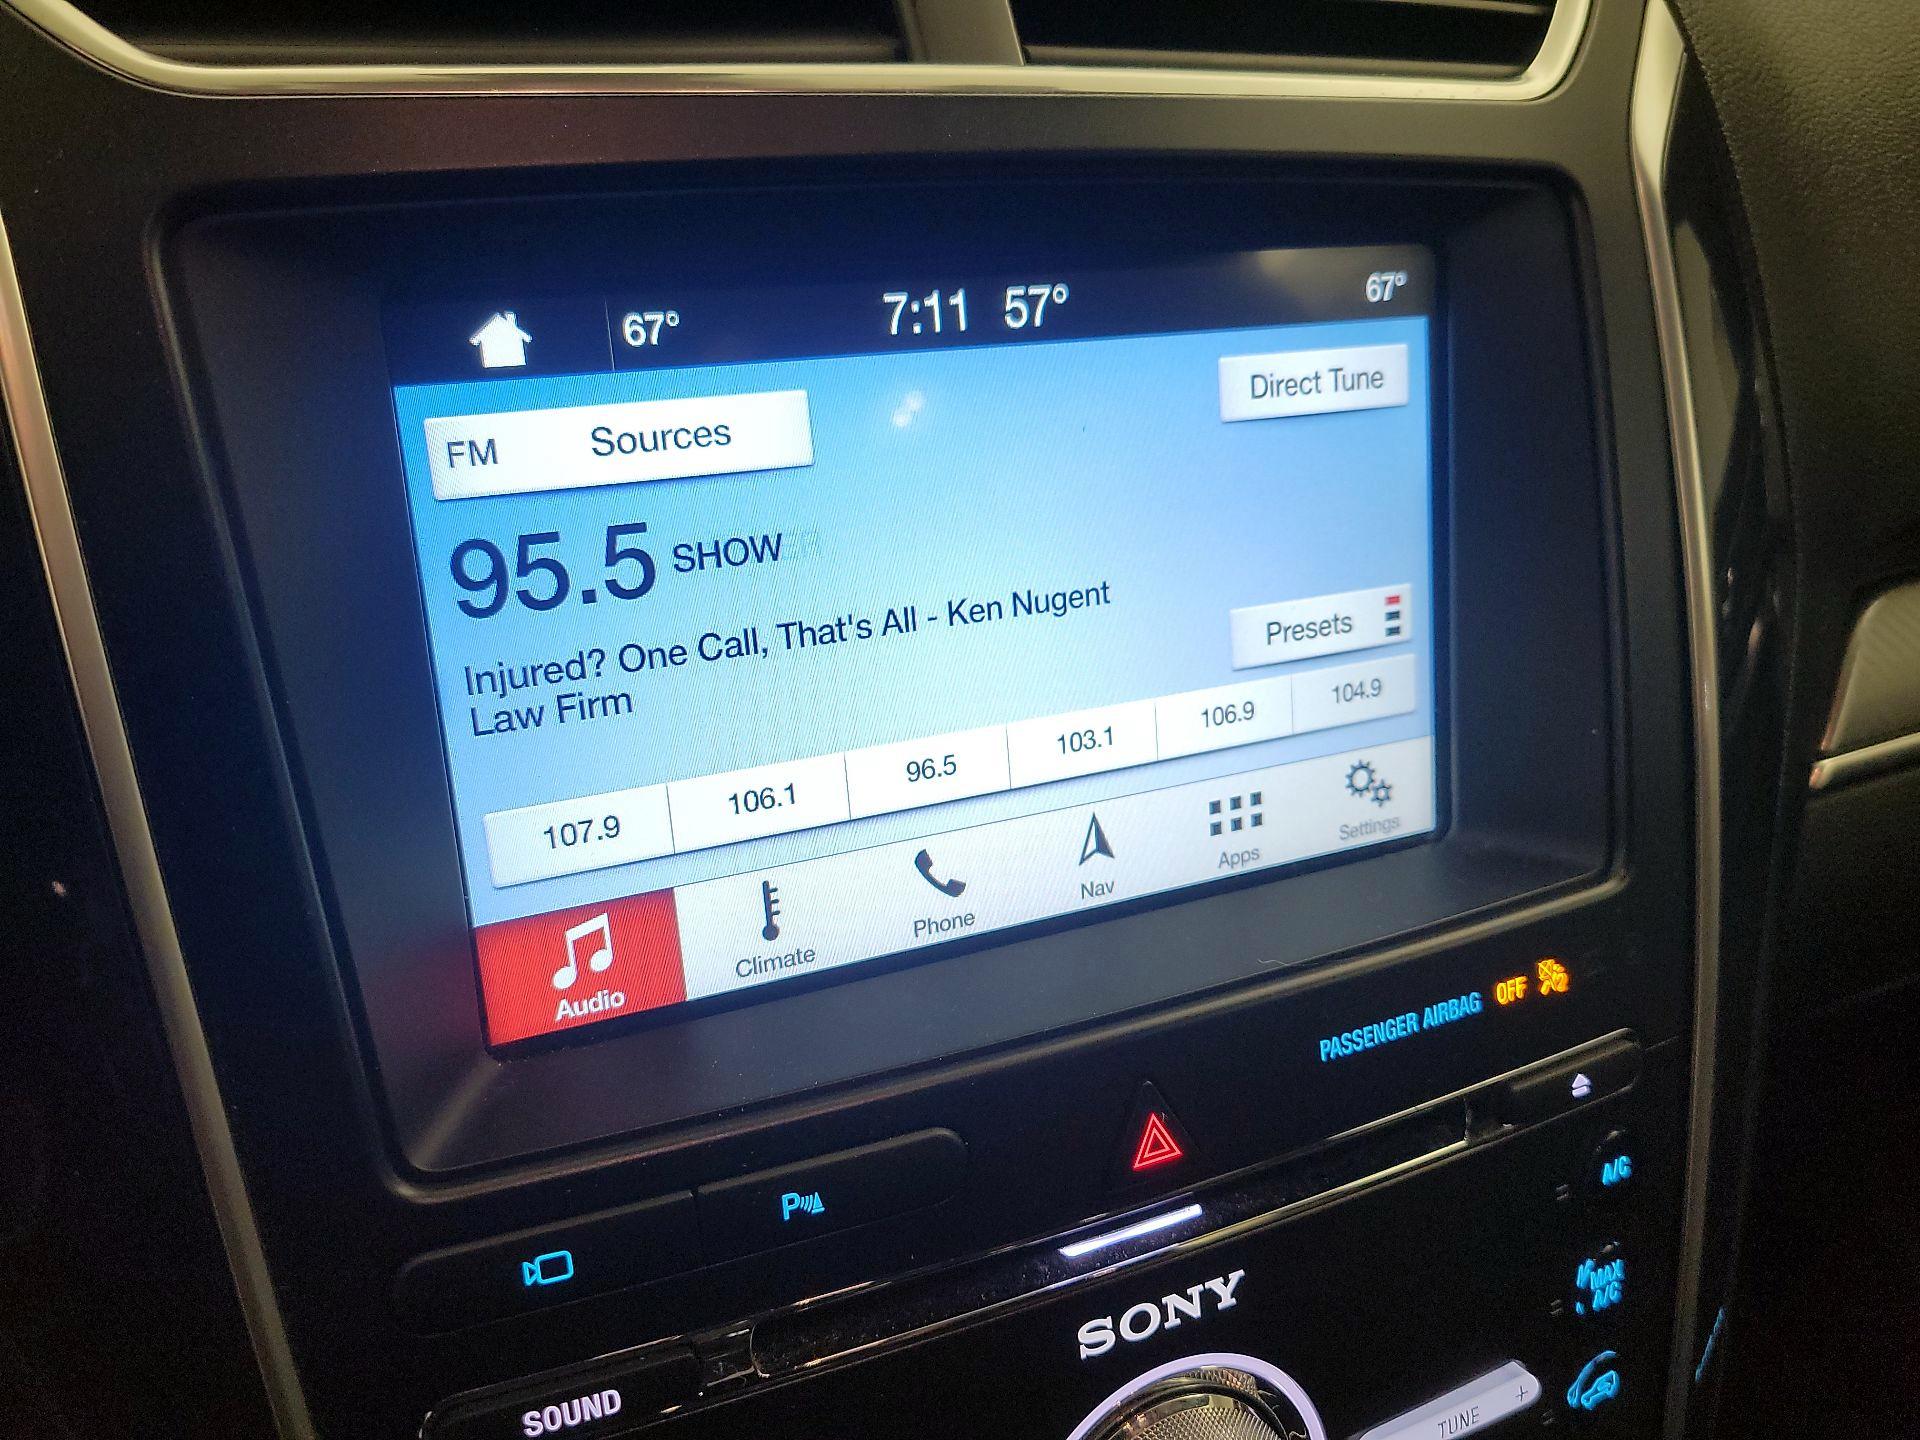 67° 7:11 57° 67°
FM Sources Direct Tune
95.5 SHOW
Injured? One Call, That's All - Ken Nugent
Law Firm
Presets
107.9 106.1 96.5 103.1 106.9 104.9
Audio Climate Phone Nav Apps Settings
PASSENGER AIRBAG OFF
P
A/C
MAX
A/C
SONY
SOUND
TUNE +